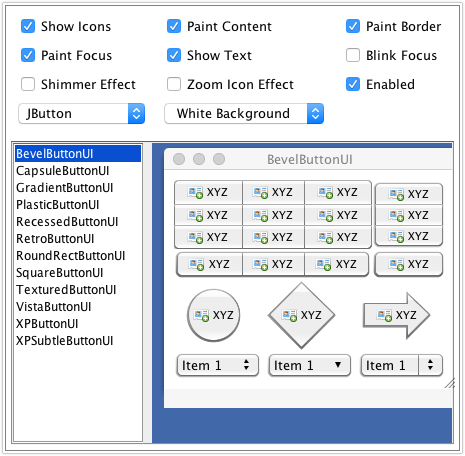 Show Icons Paint Content Paint Border
Paint Focus Show Text Blink Focus
Shimmer Effect Zoom Icon Effect Enabled
JButton White Background
BevelButtonUI
CapsuleButtonUI
GradientButtonUI
PlasticButtonUI
RecessedButtonUI
RetroButtonUI
RoundRectButtonUI
SquareButtonUI
TexturedButtonUI
VistaButtonUI
XPButtonUI
XPSubtleButtonUI
BevelButtonUI
XYZ XYZ XYZ XYZ
XYZ XYZ XYZ XYZ
XYZ XYZ XYZ XYZ
XYZ XYZ XYZ XYZ
XYZ XYZ XYZ
Item 1 Item 1 Item 1